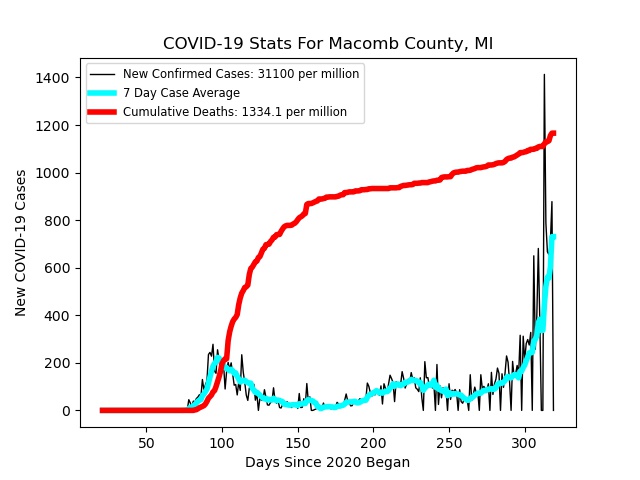 COVID-19 Stats For Macomb County, MI
New Confirmed Cases: 31100 per million
7 Day Case Average
Cumulative Deaths: 1334.1 per million
New COVID-19 Cases
1400
1200
1000
800
600
400
200
0
50
100
150
200
250
300
Days Since 2020 Began